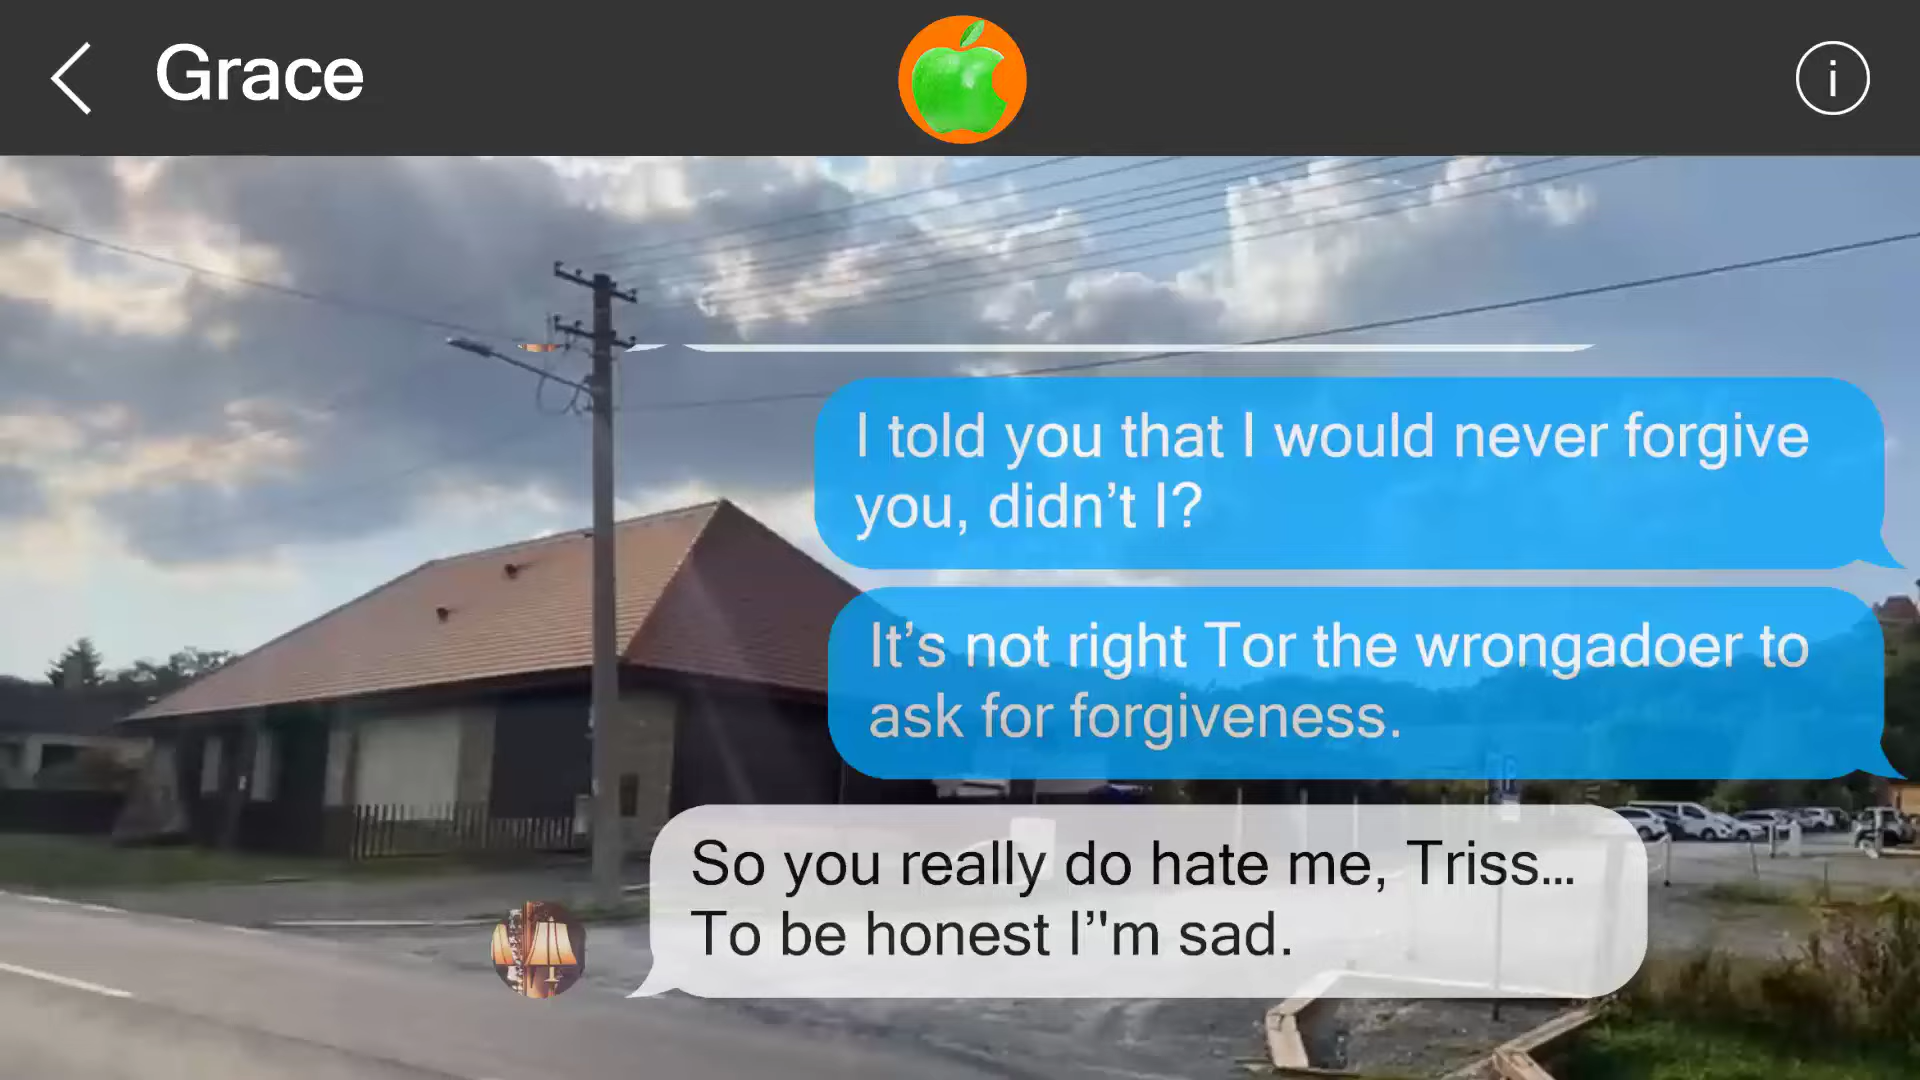 Grace
i
I told you that I would never forgive
you, didn’t I?
It’s not right Tor the wrongadoer to
ask for forgiveness.
So you really do hate me, Triss...
To be honest I’’m sad.